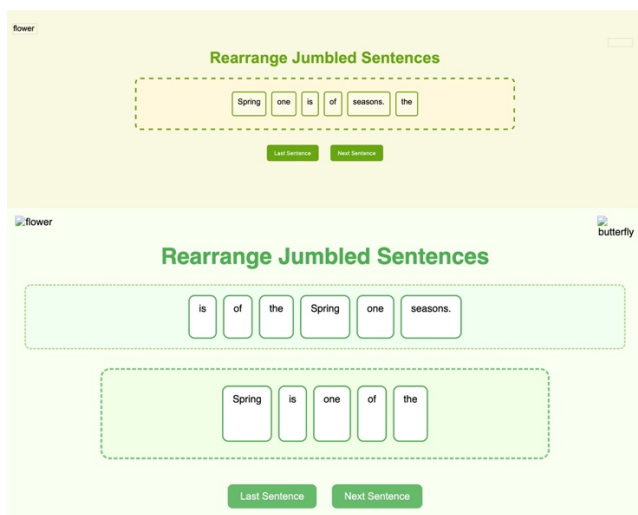 flower
Rearrange Jumbled Sentences
Spring one is of seasons. the
Last Sentence Next Sentence
flower butterfly
Rearrange Jumbled Sentences
is of the Spring one seasons.
Spring is one of the
Last Sentence Next Sentence